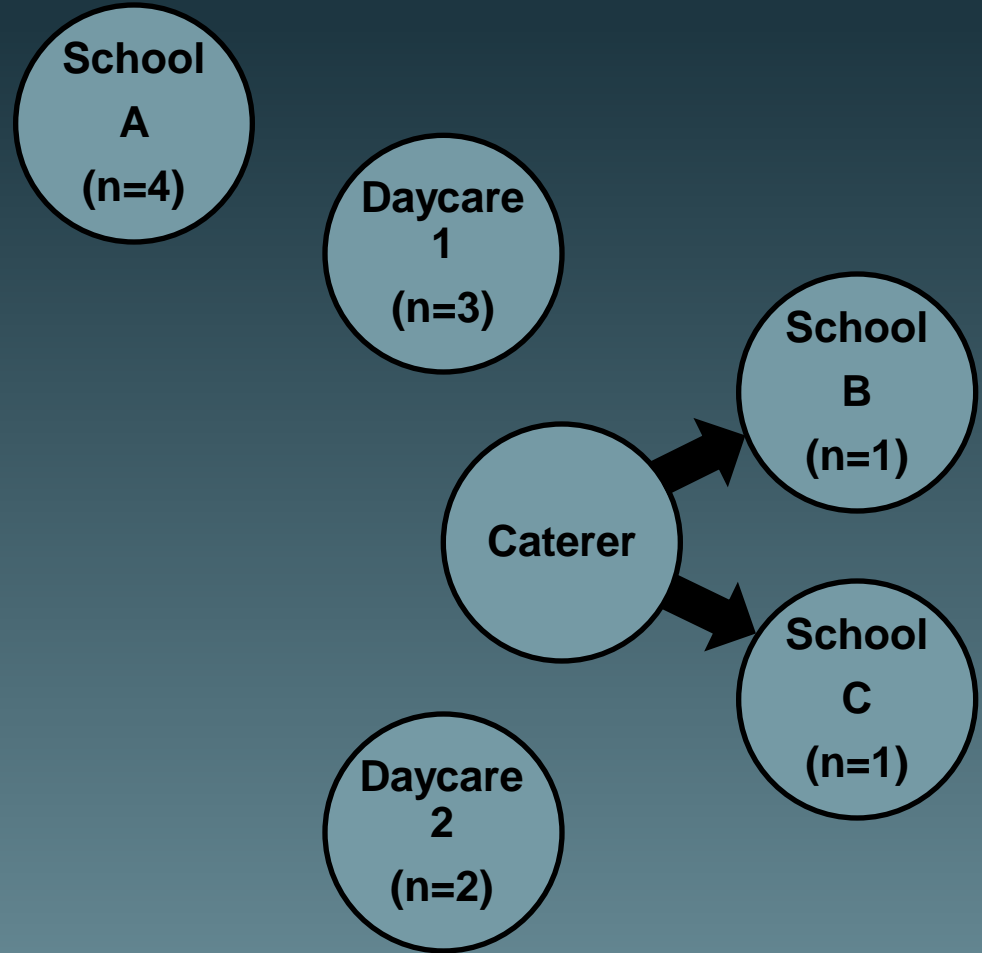 School
A
(n=4)
Daycare
1
(n=3)
School
B
(n=1)
Caterer
School
C
(n=1)
Daycare
2
(n=2)